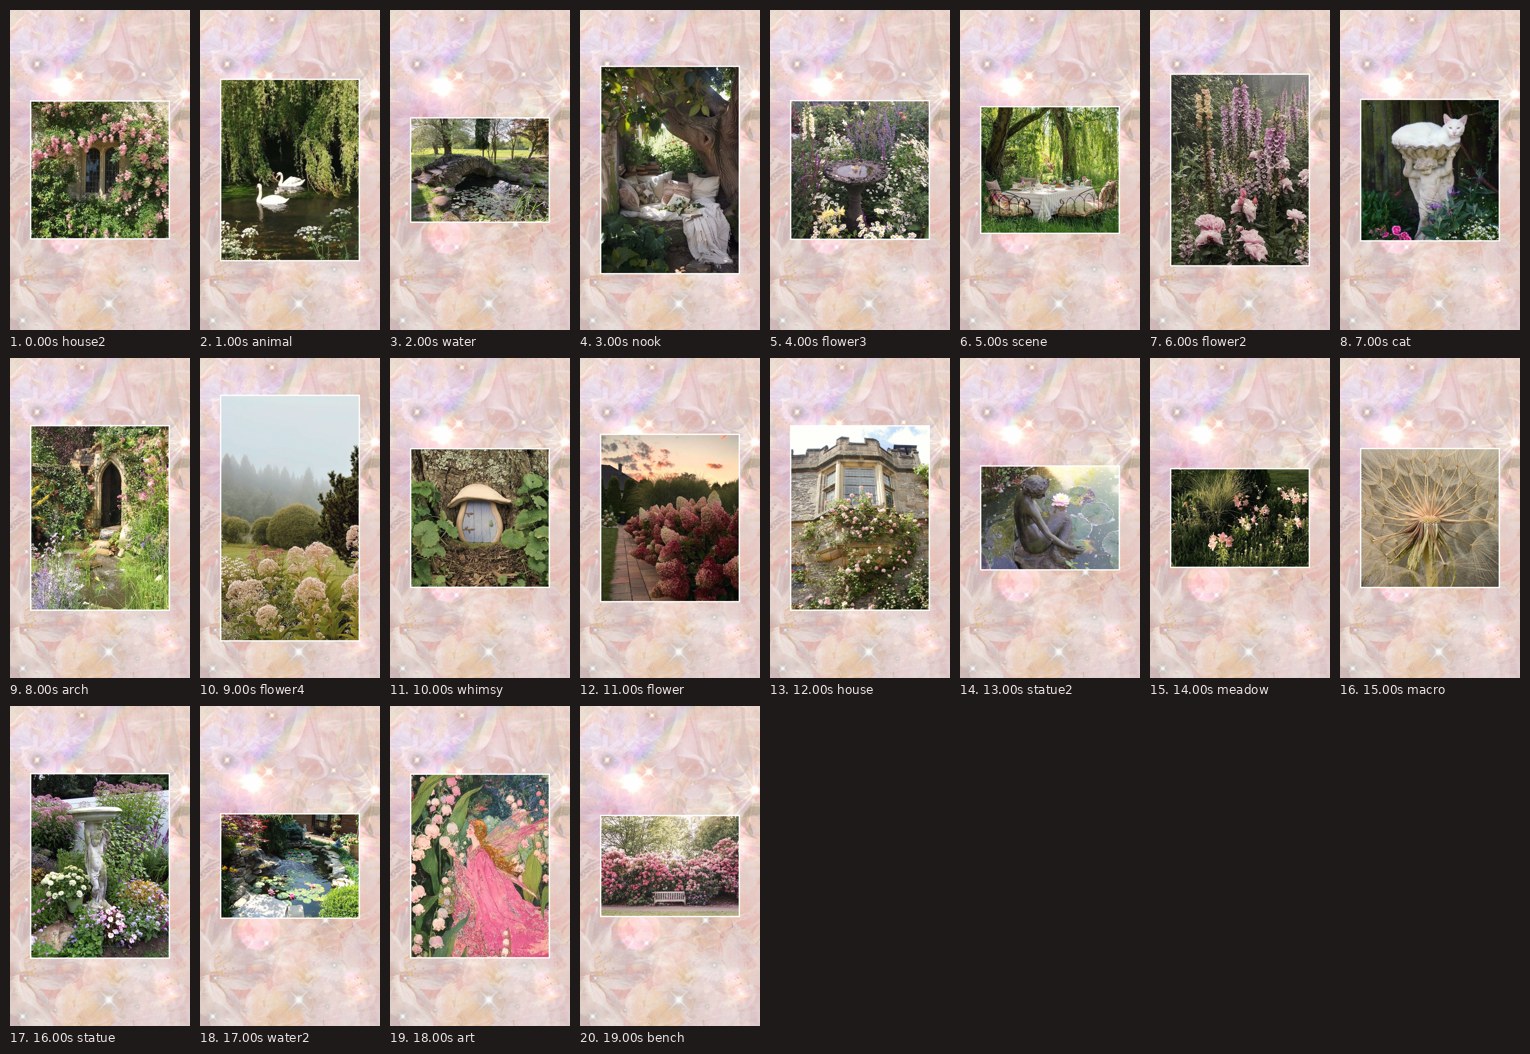 1. 0.00s house2
2. 1.00s animal
3. 2.00s water
4. 3.00s nook
5. 4.00s flower3
6. 5.00s scene
7. 6.00s flower2
8. 7.00s cat
9. 8.00s arch
10. 9.00s flower4
11. 10.00s whimsy
12. 11.00s flower
13. 12.00s house
14. 13.00s statue2
15. 14.00s meadow
16. 15.00s macro
17. 16.00s statue
18. 17.00s water2
19. 18.00s art
20. 19.00s bench